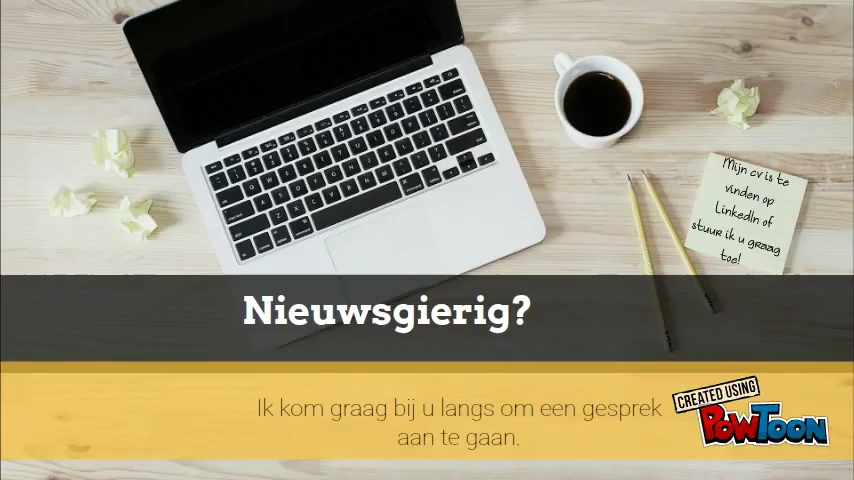 Mijn cv is te
vinden op
LinkedIn of
stuur ik u graag
toe!
Nieuwsgierig?
Ik kom graag bij u langs om een gesprek
aan te gaan.
CREATED USING
POWTOON